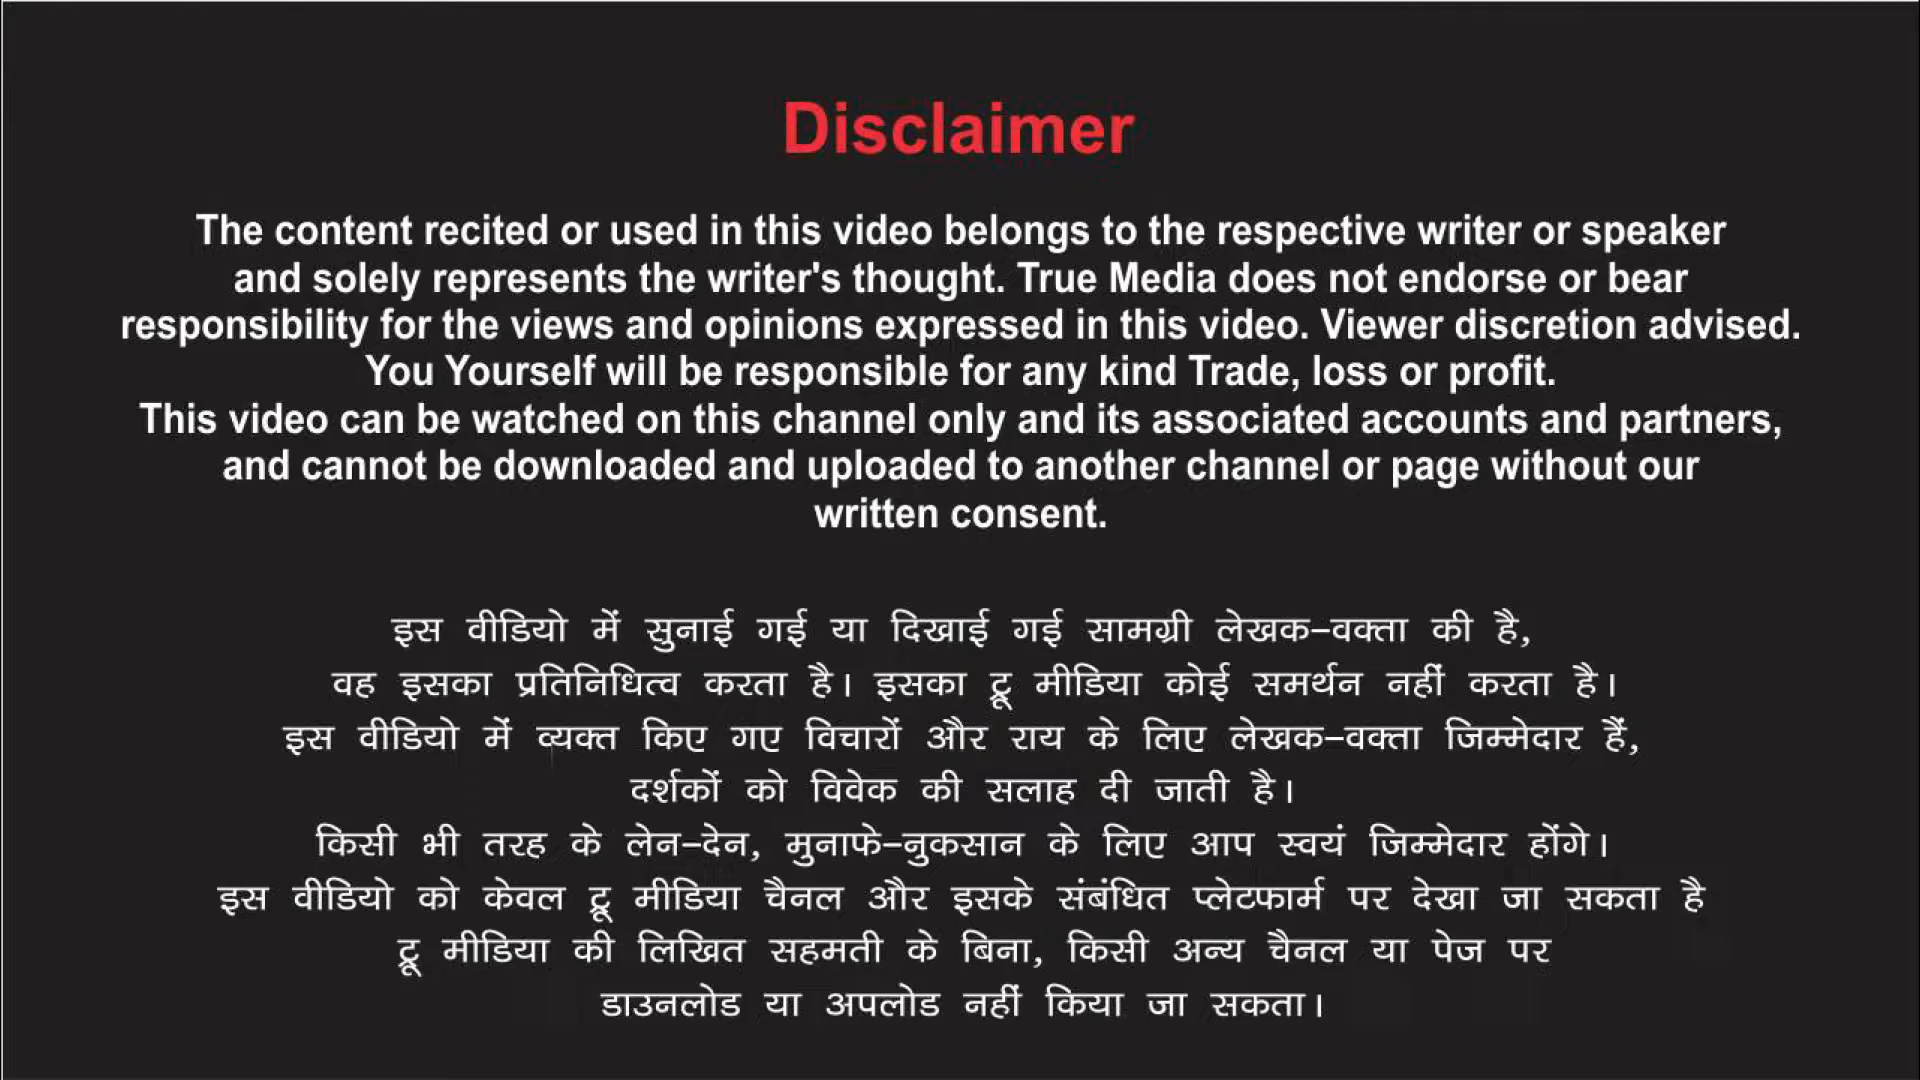 Disclaimer
The content recited or used in this video belongs to the respective writer or speaker
and solely represents the writer's thought. True Media does not endorse or bear
responsibility for the views and opinions expressed in this video. Viewer discretion advised.
You Yourself will be responsible for any kind Trade, loss or profit.
This video can be watched on this channel only and its associated accounts and partners,
and cannot be downloaded and uploaded to another channel or page without our
written consent.
इस वीडियो में सुनाई गई या दिखाई गई सामग्री लेखक–वक्ता की है,
वह इसका प्रतिनिधित्व करता है। इसका ट्रू मीडिया कोई समर्थन नहीं करता है।
इस वीडियो में व्यक्त किए गए विचारों और राय के लिए लेखक–वक्ता जिम्मेदार हैं,
दर्शकों को विवेक की सलाह दी जाती है।
किसी भी तरह के लेन–देन, मुनाफे–नुकसान के लिए आप स्वयं जिम्मेदार होंगे।
इस वीडियो को केवल ट्रू मीडिया चैनल और इसके संबंधित प्लेटफार्म पर देखा जा सकता है
ट्रू मीडिया की लिखित सहमती के बिना, किसी अन्य चैनल या पेज पर
डाउनलोड या अपलोड नहीं किया जा सकता।